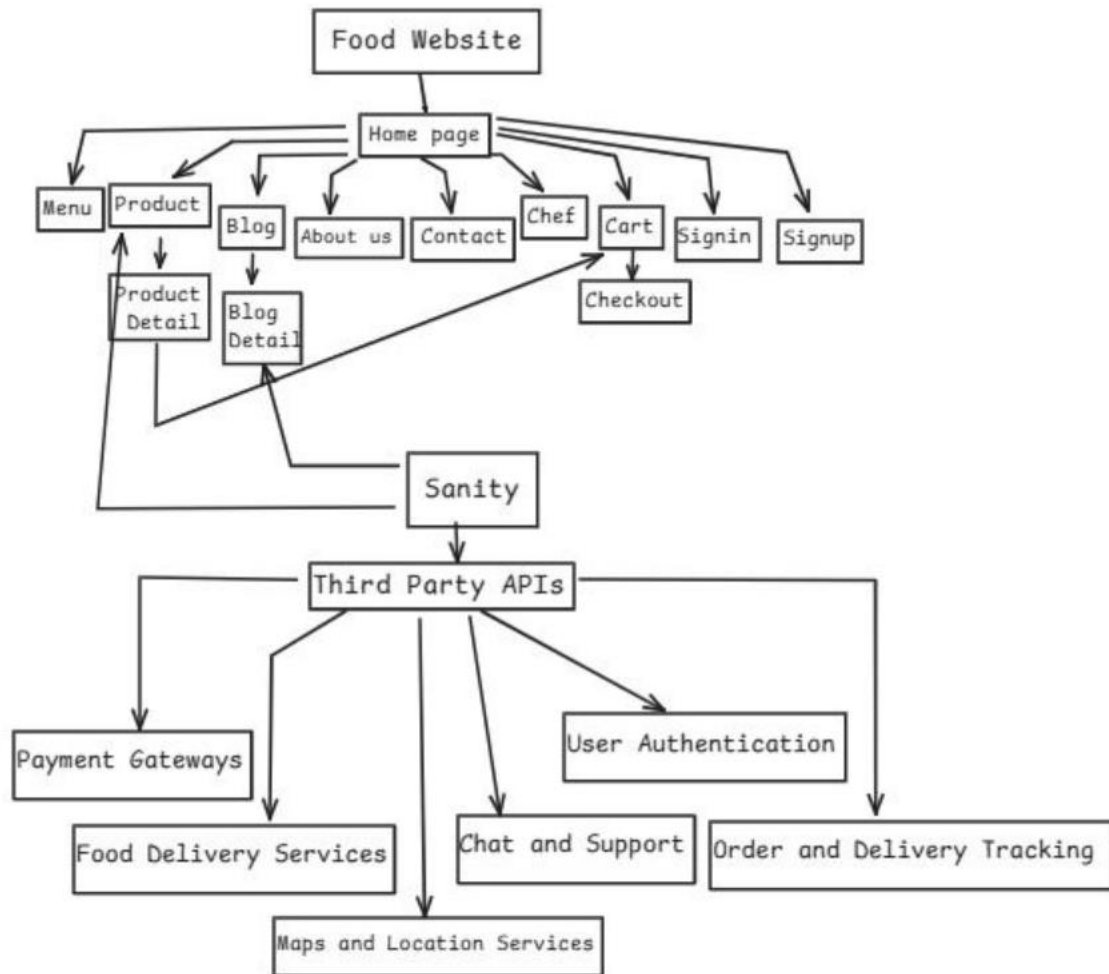 Food Website
Home page
Menu
Product
Blog
About us
Contact
Chef
Cart
Signin
Signup
Product
Detail
Blog
Detail
Checkout
Sanity
Third Party APIs
Payment Gateways
User Authentication
Food Delivery Services
Chat and Support
Order and Delivery Tracking
Maps and Location Services